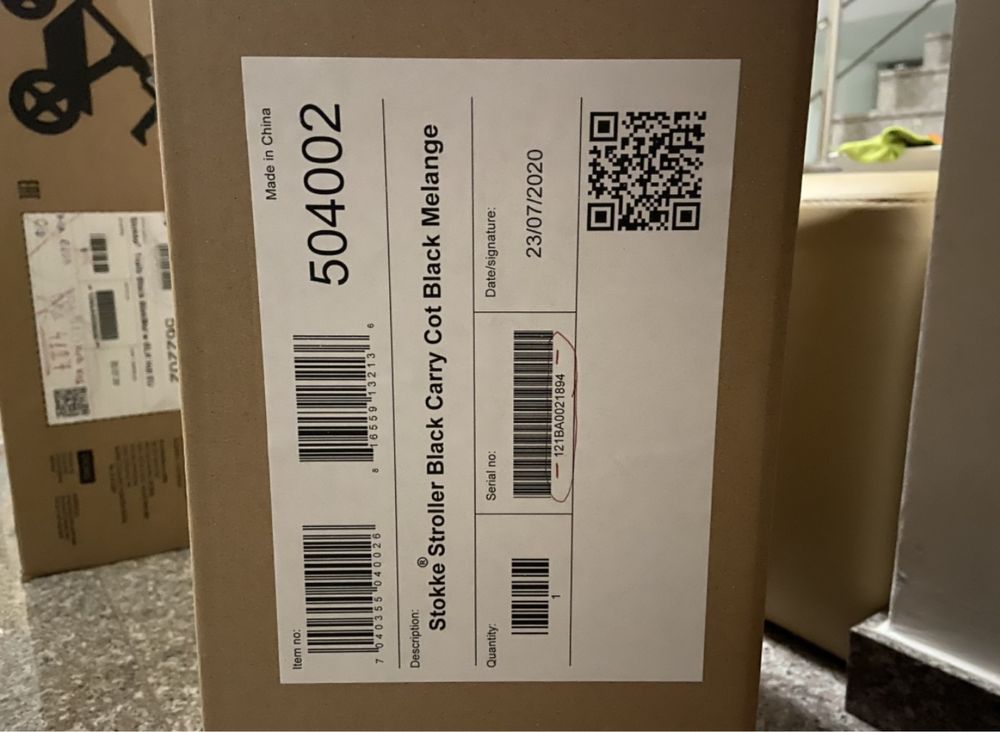 Made in China
Item no:
7 040355 040026
8 16559 13213 6
504002
Description:
Stokke® Stroller Black Carry Cot Black Melange
Quantity:
1
Serial no:
121BA0021894
Date/signature:
23/07/2020